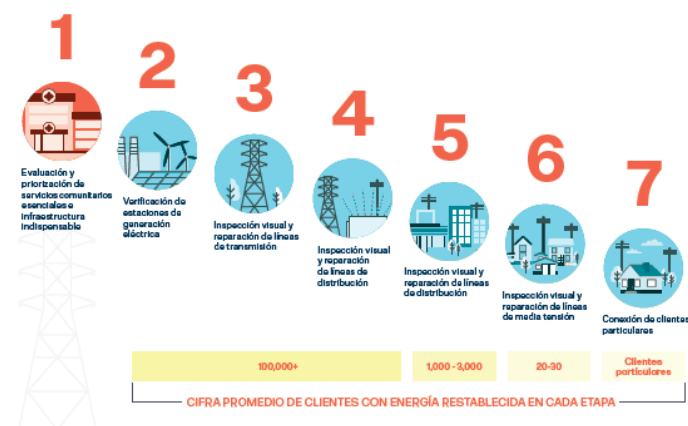 1
Evaluación y
priorización de
servicios comunitarios
esenciales e
infraestructura
indispensable
2
Verificación de
estaciones de
generación
eléctrica
3
Inspección visual y
reparación de líneas
de transmisión
4
Inspección visual
y reparación
de líneas de
distribución
5
Inspección visual y
reparación de líneas
de distribución
6
Inspección visual y
reparación de líneas
de media tensión
7
Conexión de clientes
particulares
100,000+
1,000 - 3,000
20-30
Clientes
particulares
CIFRA PROMEDIO DE CLIENTES CON ENERGÍA RESTABLECIDA EN CADA ETAPA